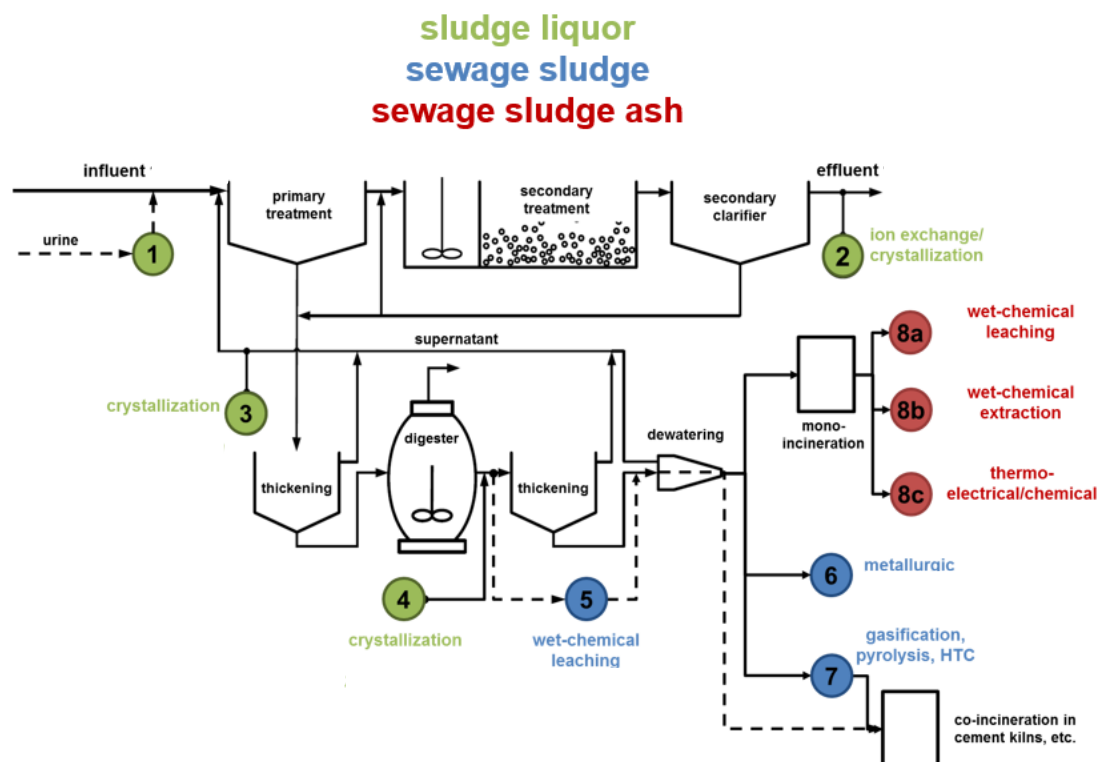 sludge liquor
sewage sludge
sewage sludge ash
influent
effluent
primary
treatment
secondary
treatment
secondary
clarifier
urine
1
2
ion exchange/
crystallization
supernatant
crystallization
3
digester
thickening
thickening
dewatering
mono-
incineration
8a
wet-chemical
leaching
8b
wet-chemical
extraction
8c
thermo-
electrical/chemical
4
crystallization
5
wet-chemical
leaching
6
metallurgic
7
gasification,
pyrolysis, HTC
co-incineration in
cement kilns, etc.